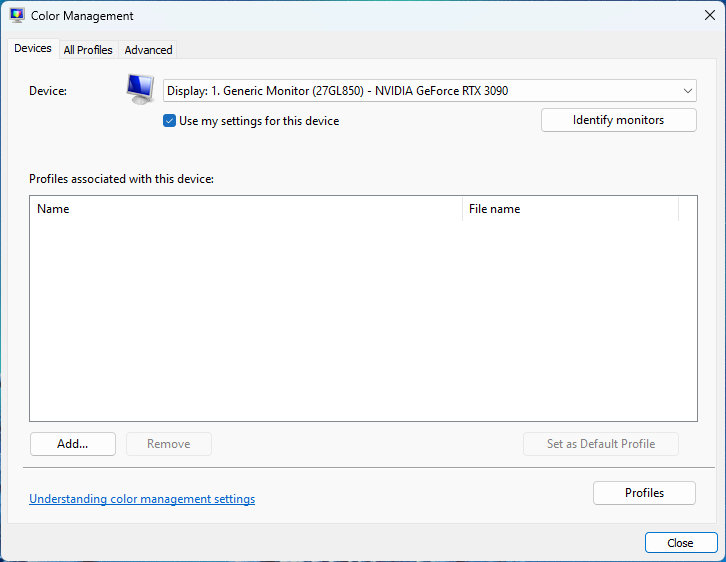 Color Management
Devices All Profiles Advanced
Device: Display: 1. Generic Monitor (27GL850) - NVIDIA GeForce RTX 3090
Use my settings for this device Identify monitors
Profiles associated with this device:
Name File name
Add... Remove Set as Default Profile
Understanding color management settings Profiles
Close